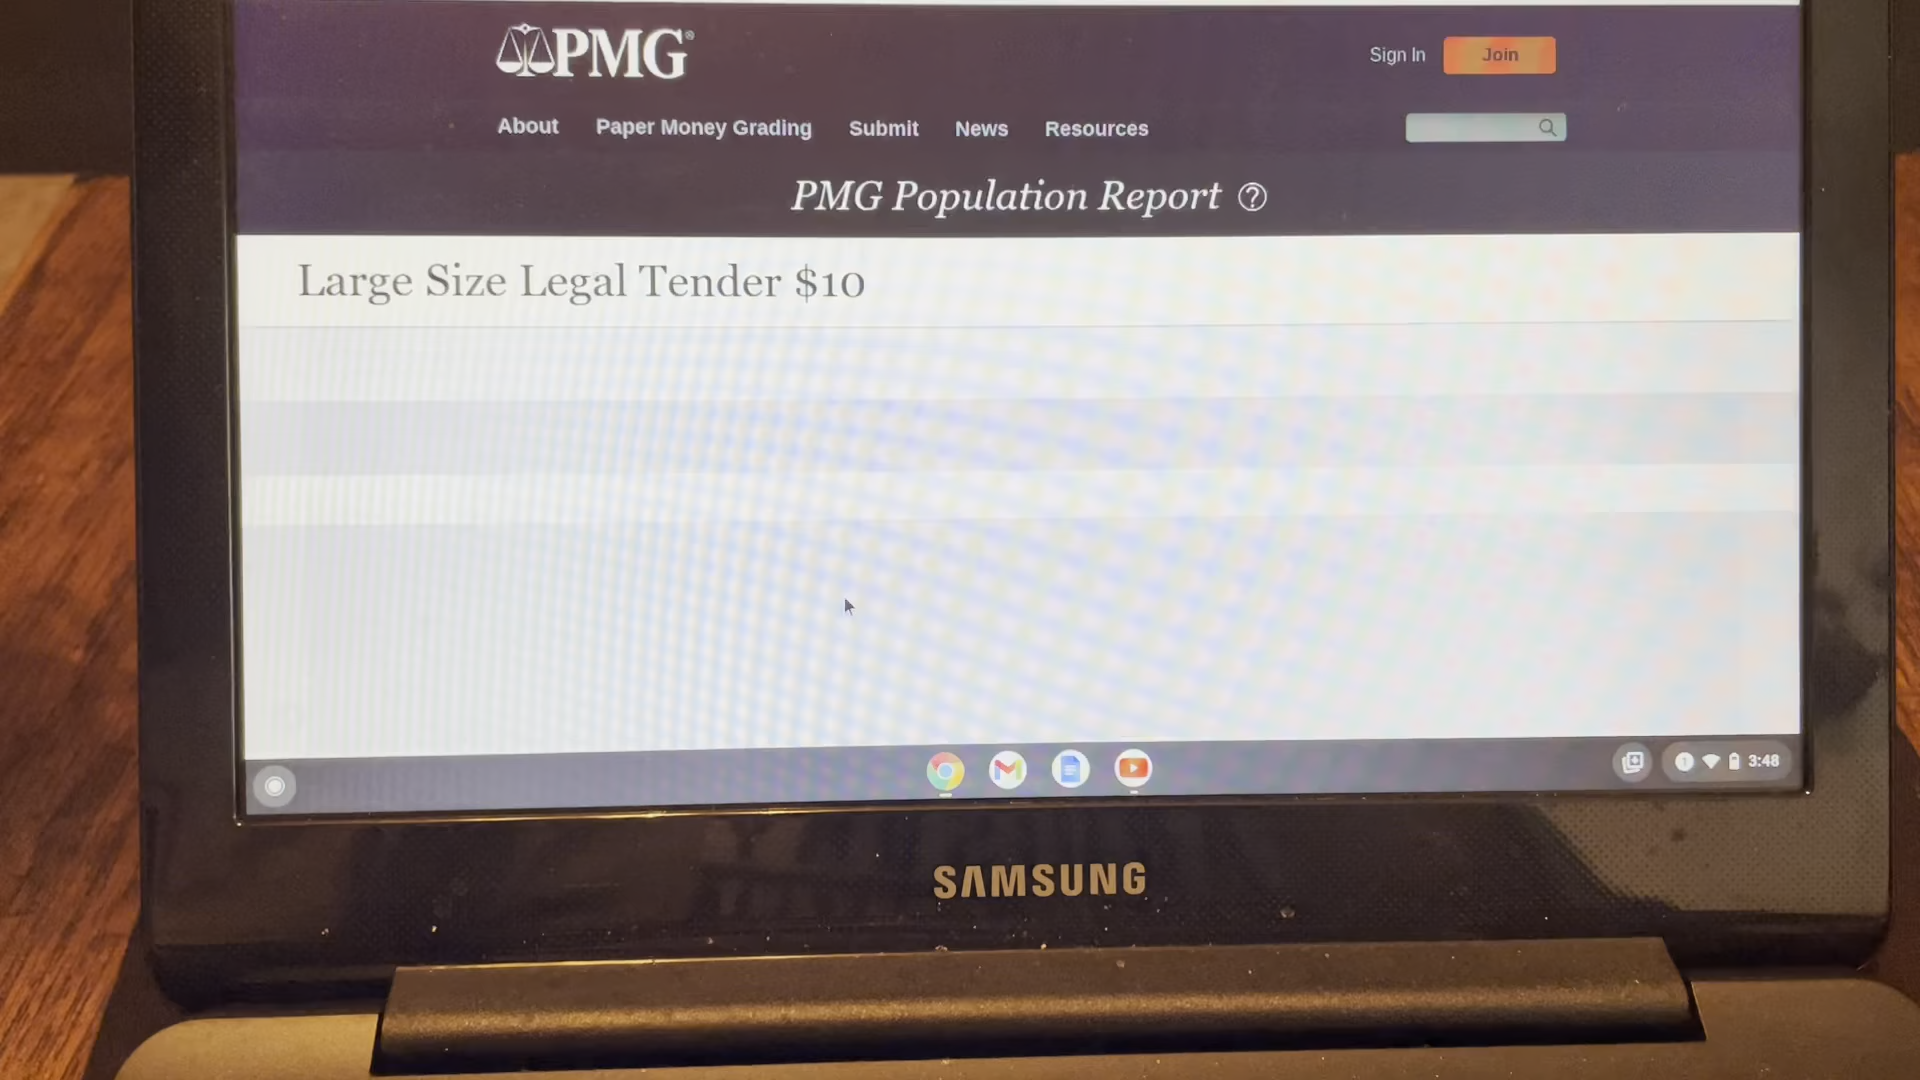 PMG®
Sign In
Join
About
Paper Money Grading
Submit
News
Resources
PMG Population Report ?
Large Size Legal Tender $10
1
3:48
SAMSUNG